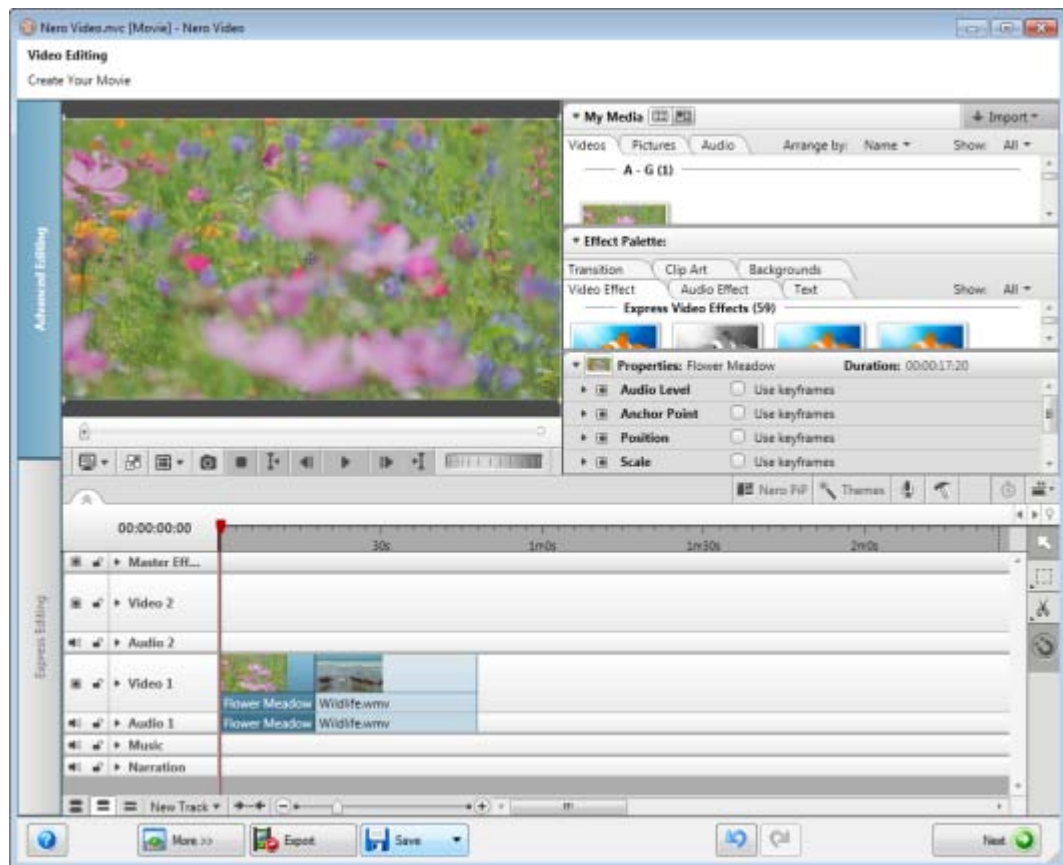 Nero Video.nvc [Movie] - Nero Video
Video Editing
Create Your Movie
Advanced Editing
Express Editing
My Media
Import
Videos Pictures Audio Arrange by: Name Show: All
A - G (1)
Effect Palette:
Transition Clip Art Backgrounds
Video Effect Audio Effect Text Show: All
Express Video Effects (59)
Properties: Flower Meadow Duration: 00:00:17:20
Audio Level Use keyframes
Anchor Point Use keyframes
Position Use keyframes
Scale Use keyframes
Nero PiP Themes
00:00:00:00
30s 1m0s 1m30s 2m0s
Master Eff...
Video 2
Audio 2
Video 1
Flower Meadow Wildlife.wmv
Audio 1 Flower Meadow Wildlife.wmv
Music
Narration
New Track
More >> Export Save Next